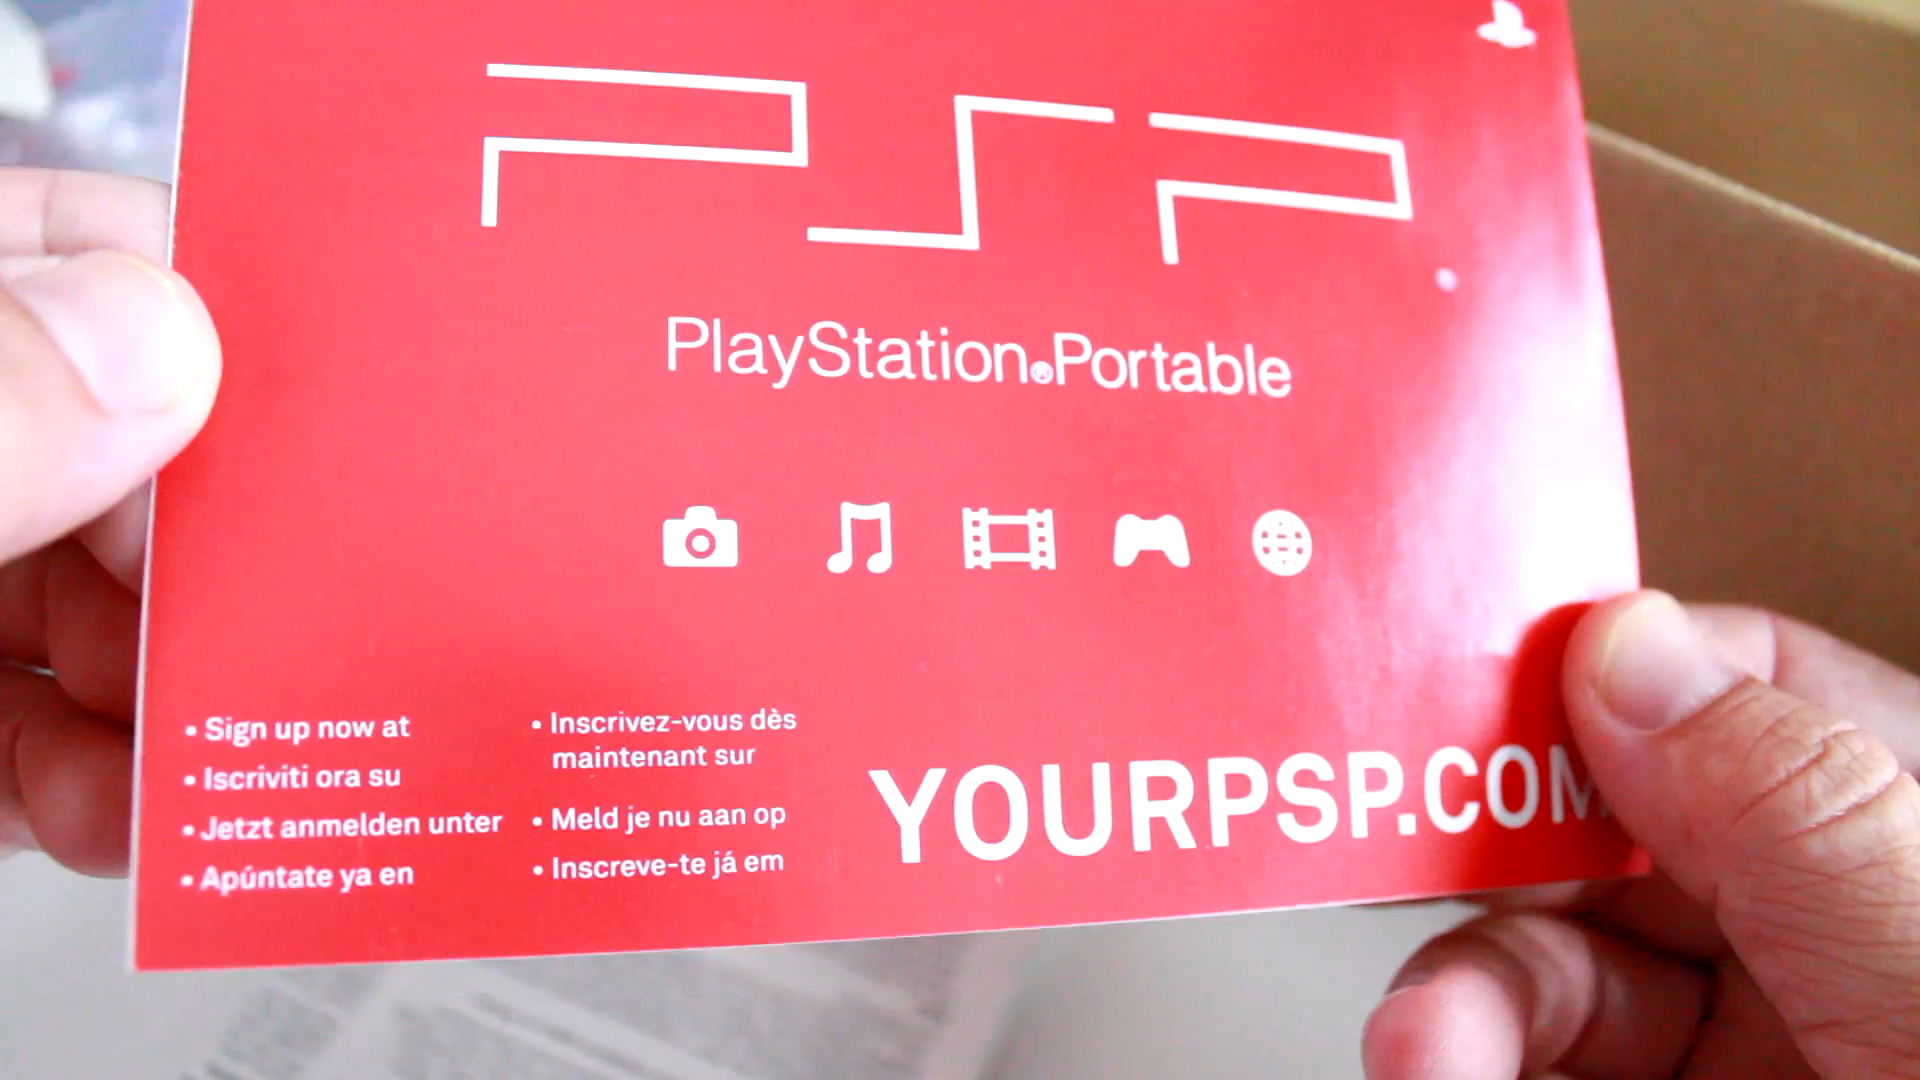 PSP
PlayStation®Portable
• Sign up now at
• Iscriviti ora su
• Jetzt anmelden unter
• Apúntate ya en
• Inscrivez-vous dès
maintenant sur
• Meld je nu aan op
• Inscreve-te já em
YOURPSP.COM